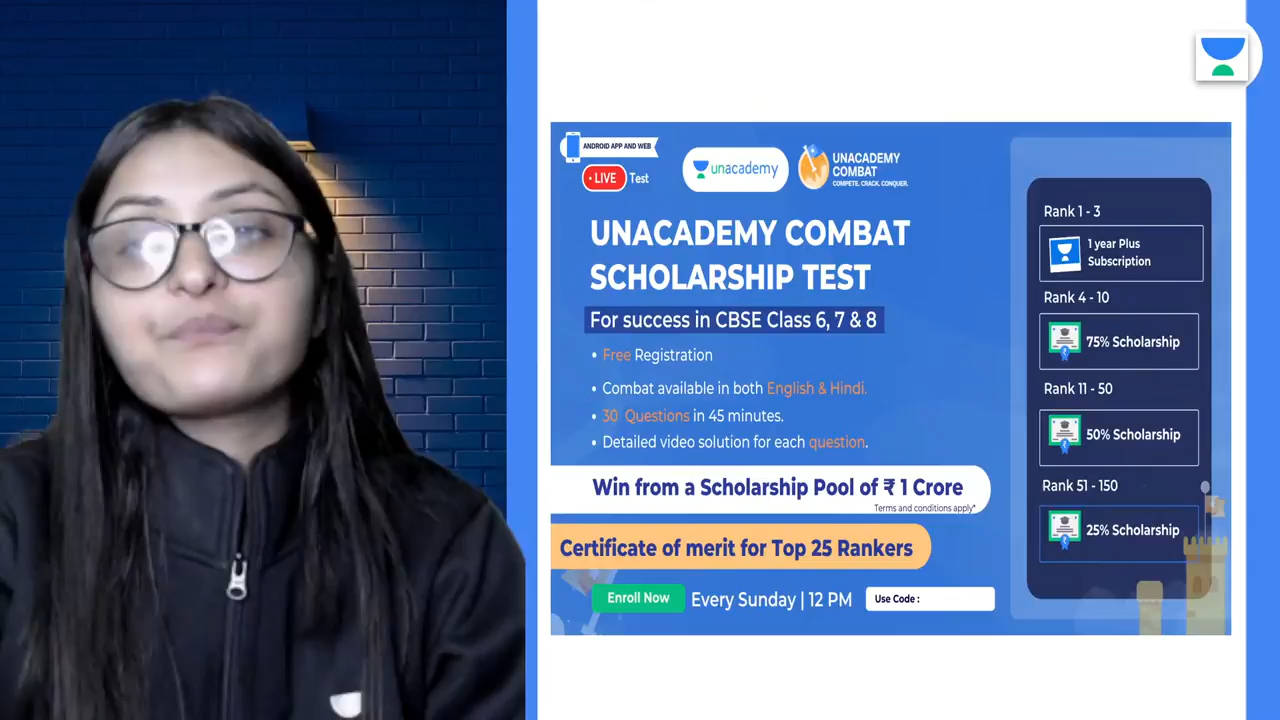 ANDROID APP AND WEB
• LIVE Test
unacademy
UNACADEMY
COMBAT
COMPETE. CRACK. CONQUER.
UNACADEMY COMBAT
SCHOLARSHIP TEST
For success in CBSE Class 6, 7 & 8
• Free Registration
• Combat available in both English & Hindi.
• 30 Questions in 45 minutes.
• Detailed video solution for each question.
Win from a Scholarship Pool of ₹ 1 Crore
Terms and conditions apply*
Certificate of merit for Top 25 Rankers
Enroll Now Every Sunday | 12 PM Use Code :
Rank 1 - 3
1 year Plus
Subscription
Rank 4 - 10
75% Scholarship
Rank 11 - 50
50% Scholarship
Rank 51 - 150
25% Scholarship